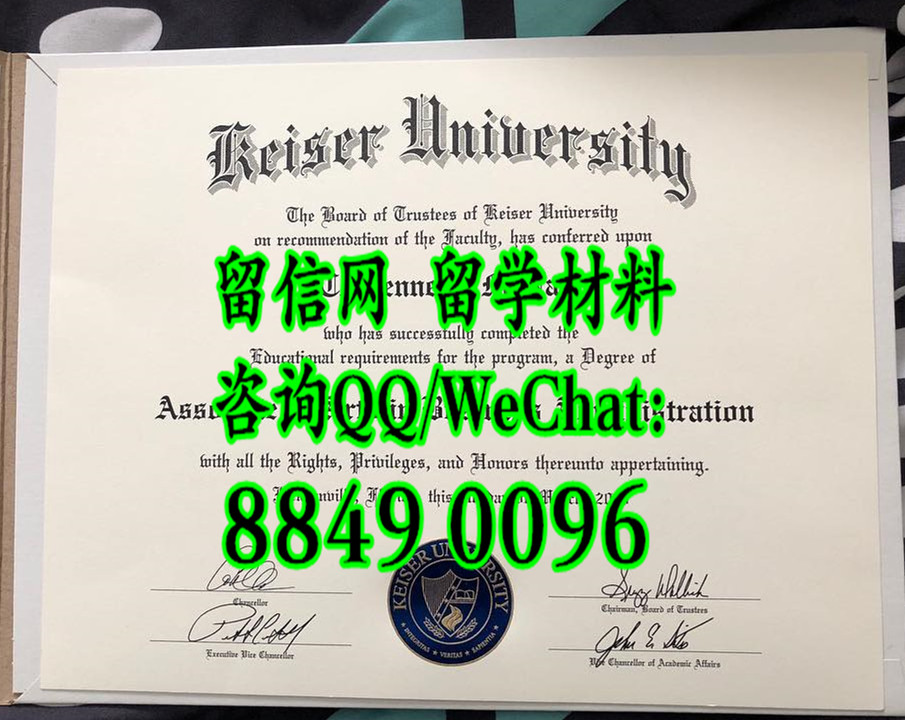 Keiser University
The Board of Trustees of Keiser University
on recommendation of the Faculty, has conferred upon
留信网 留学材料
who has successfully completed the
Educational requirements for the program, a Degree of
咨询QQ/WeChat:
with all the Rights, Privileges, and Honors thereunto appertaining.
8849 0096
KEISER UNIVERSITY
INTEGRITAS ★ VERITAS ★ SAPIENTIA
Chancellor
Chairman, Board of Trustees
Executive Vice Chancellor
Vice Chancellor of Academic Affairs